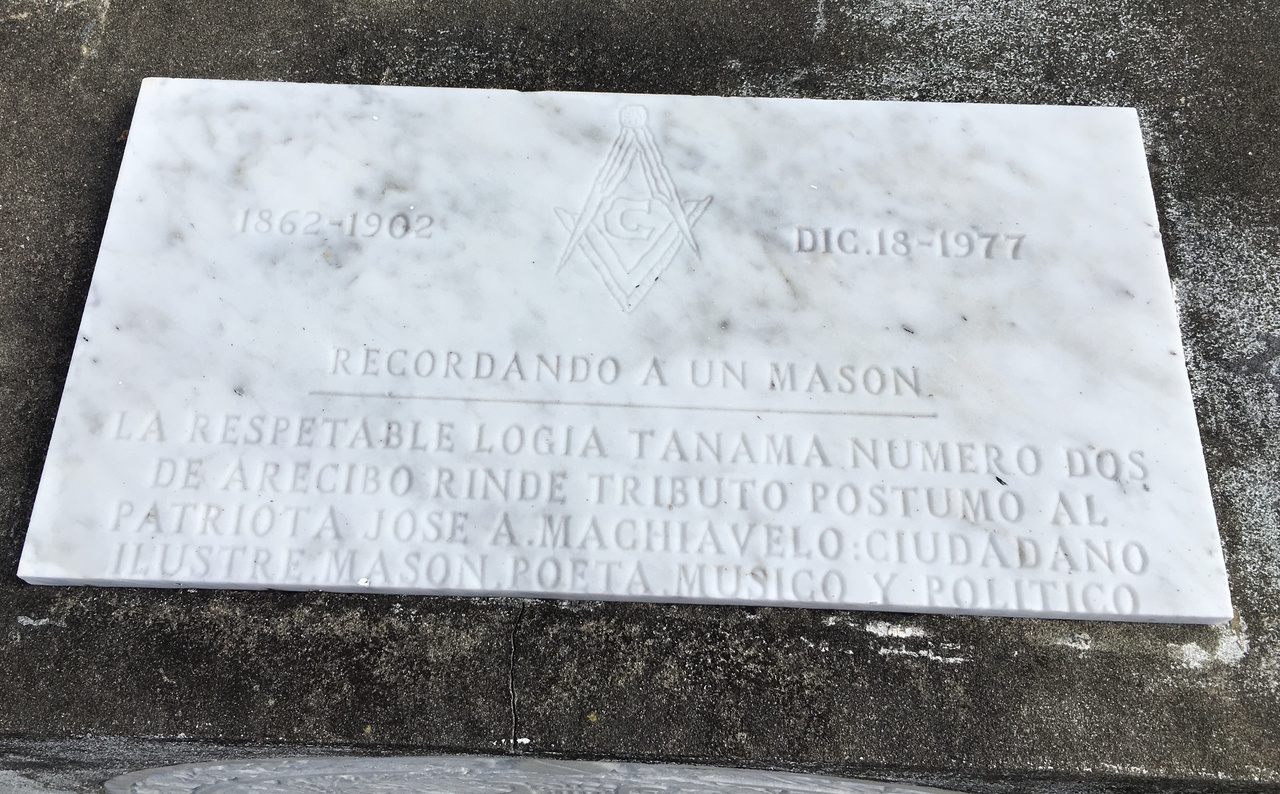 1862-1902
G
DIC.18-1977
RECORDANDO A UN MASON
LA RESPETABLE LOGIA TANAMA NUMERO DOS
DE ARECIBO RINDE TRIBUTO POSTUMO AL
PATRIOTA JOSE A. MACHIAVELO: CIUDADANO
ILUSTRE MASON, POETA, MUSICO Y POLITICO